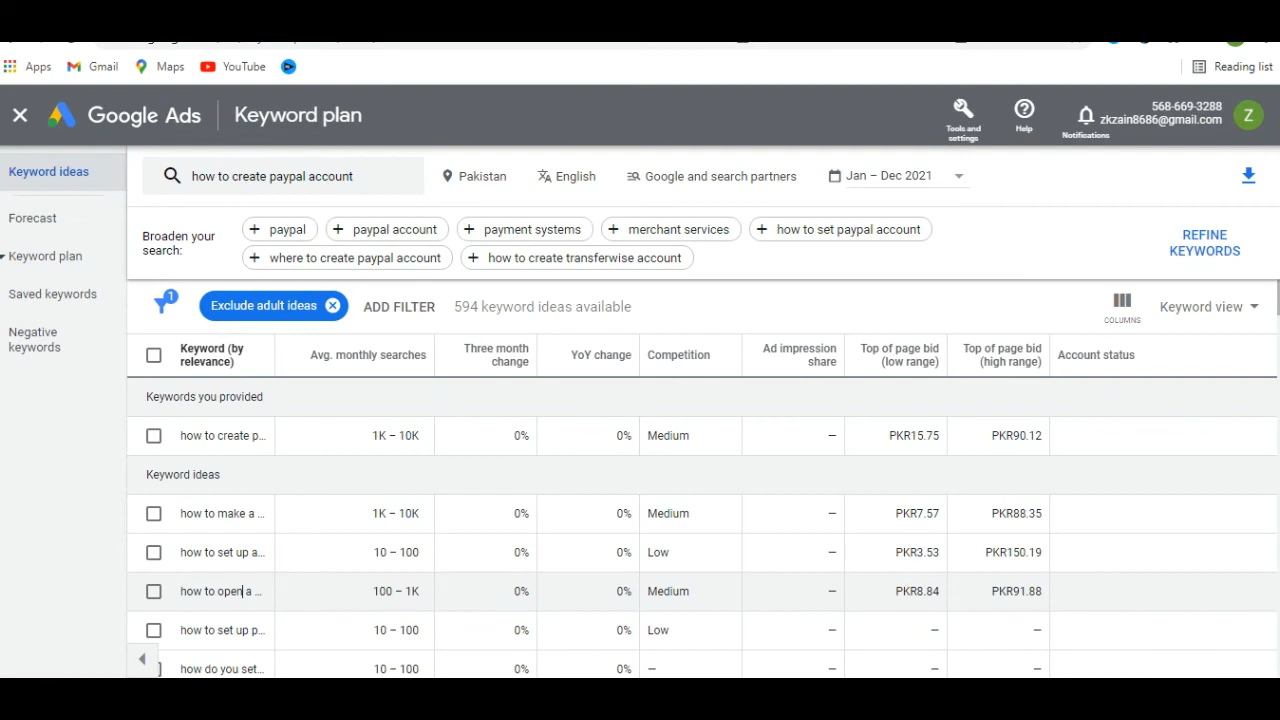 Apps Gmail Maps YouTube Reading list
Google Ads Keyword plan
Tools and settings
Help
Notifications
568-669-3288
zkzain8686@gmail.com
Z
Keyword ideas
Forecast
Keyword plan
Saved keywords
Negative keywords
how to create paypal account Pakistan English Google and search partners Jan – Dec 2021
Broaden your search:
+ paypal + paypal account + payment systems + merchant services + how to set paypal account
+ where to create paypal account + how to create transferwise account
REFINE KEYWORDS
1 Exclude adult ideas ADD FILTER 594 keyword ideas available
COLUMNS
Keyword view
Keyword (by relevance) Avg. monthly searches Three month change YoY change Competition Ad impression share Top of page bid (low range) Top of page bid (high range) Account status
Keywords you provided
how to create p... 1K – 10K 0% 0% Medium – PKR15.75 PKR90.12
Keyword ideas
how to make a ... 1K – 10K 0% 0% Medium – PKR7.57 PKR88.35
how to set up a... 10 – 100 0% 0% Low – PKR3.53 PKR150.19
how to open a ... 100 – 1K 0% 0% Medium – PKR8.84 PKR91.88
how to set up p... 10 – 100 0% 0% Low – – –
how do you set... 10 – 100 0% 0% – – – –